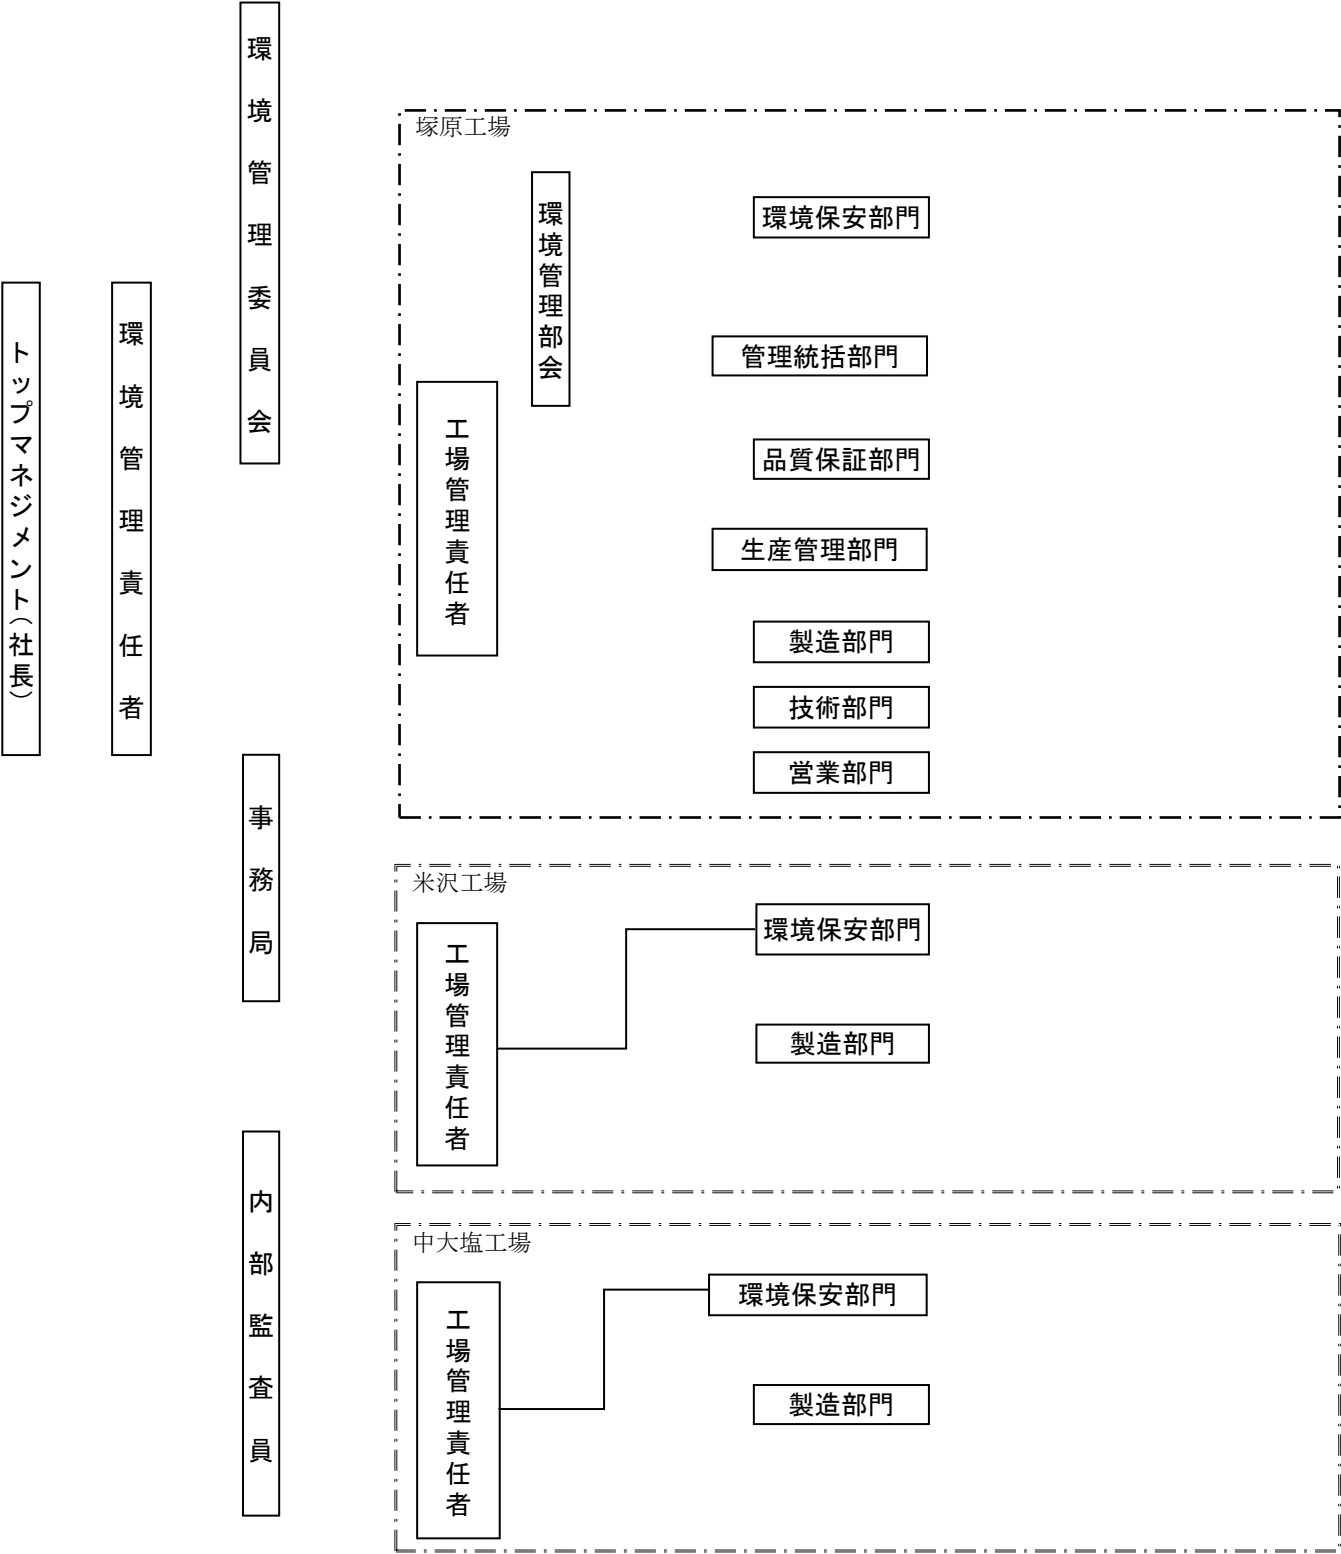 トップマネジメント（社長）
環境管理責任者
環境管理委員会
事務局
内部監査員
塚原工場
工場管理責任者
環境管理部会
環境保安部門
管理統括部門
品質保証部門
生産管理部門
製造部門
技術部門
営業部門
米沢工場
工場管理責任者
環境保安部門
製造部門
中大塩工場
工場管理責任者
環境保安部門
製造部門